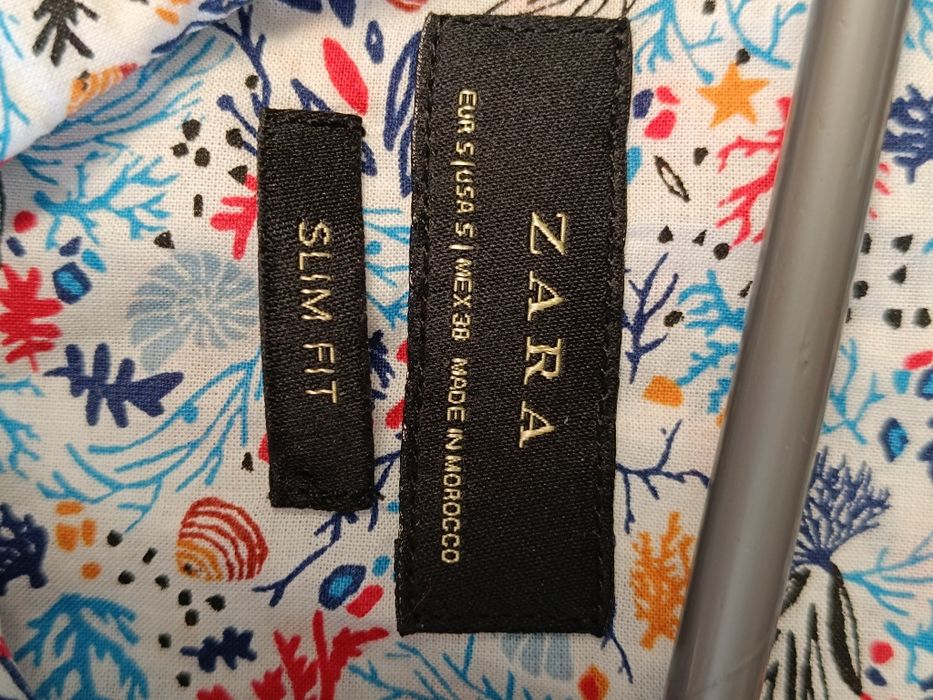 ZARA
EUR S|USA S|MEX 38 MADE IN MOROCCO
SLIM FIT